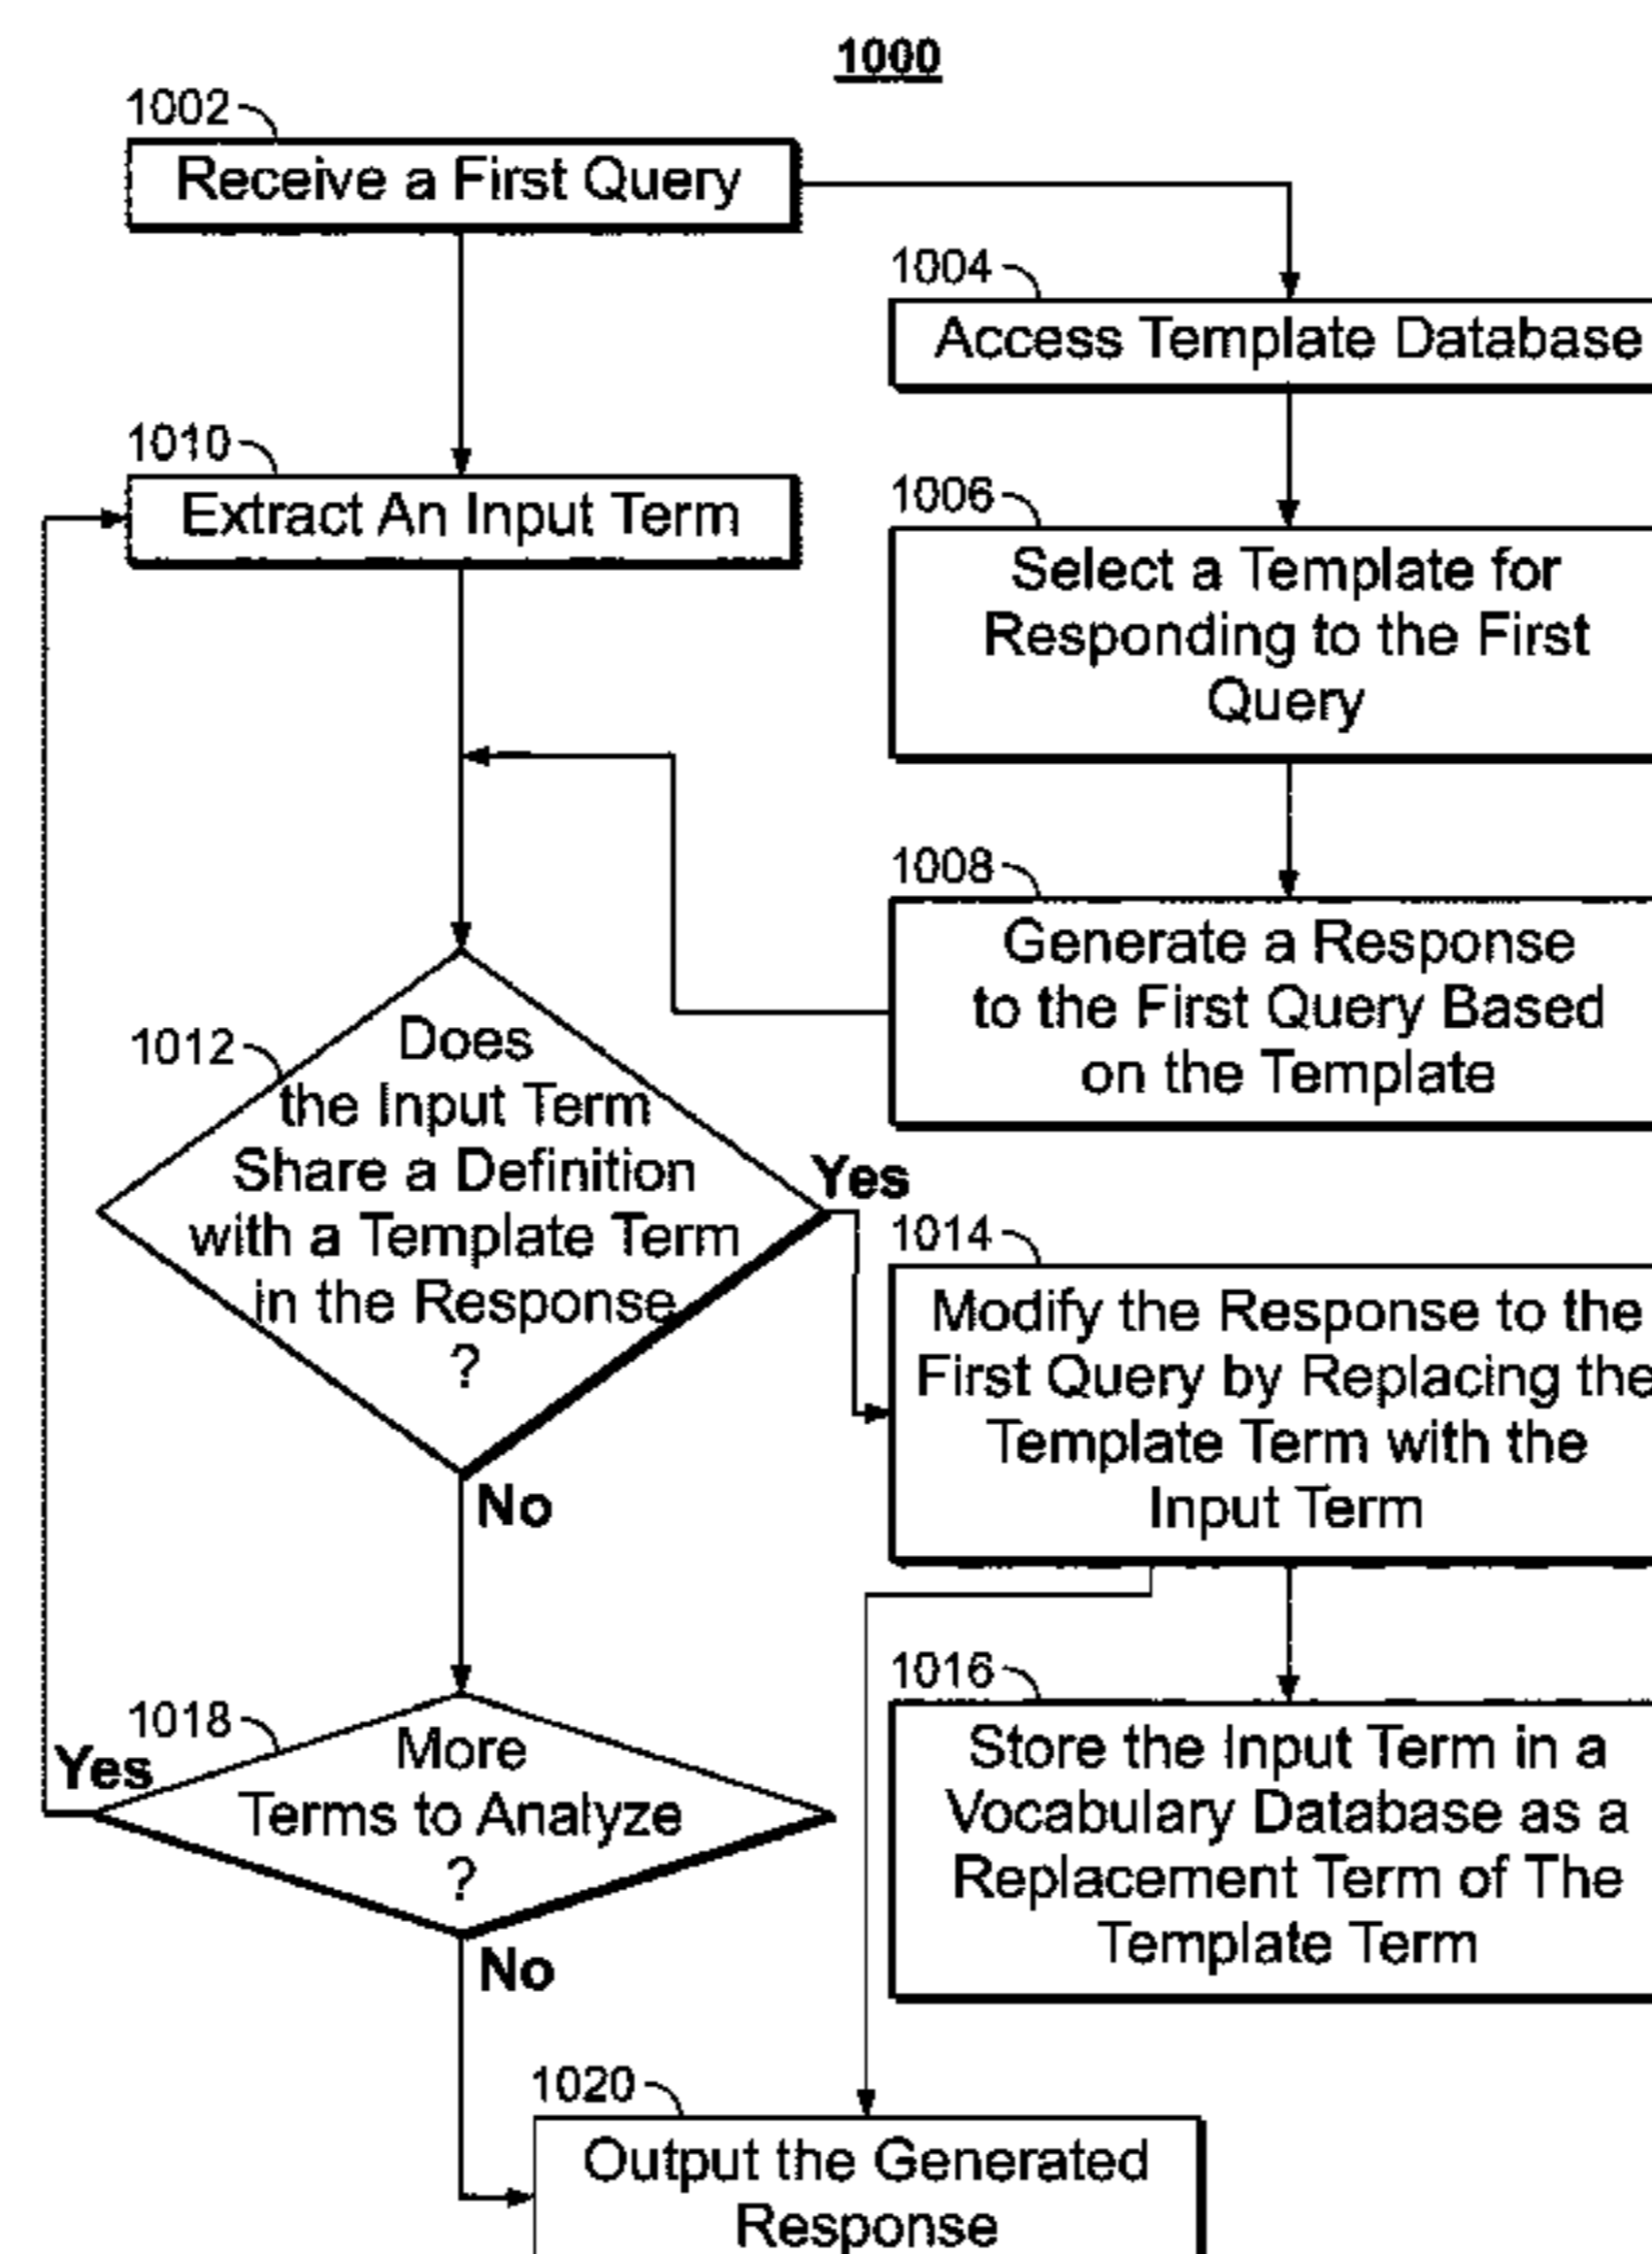 1000
1002
Receive a First Query
1004
Access Template Database
1010
Extract An Input Term
1006
Select a Template for
Responding to the First
Query
1008
Generate a Response
to the First Query Based
on the Template
1012
Does
the Input Term
Share a Definition
with a Template Term
in the Response
?
Yes
No
1014
Modify the Response to the
First Query by Replacing the
Template Term with the
Input Term
1016
Store the Input Term in a
Vocabulary Database as a
Replacement Term of The
Template Term
1018
More
Terms to Analyze
?
Yes
No
1020
Output the Generated
Response